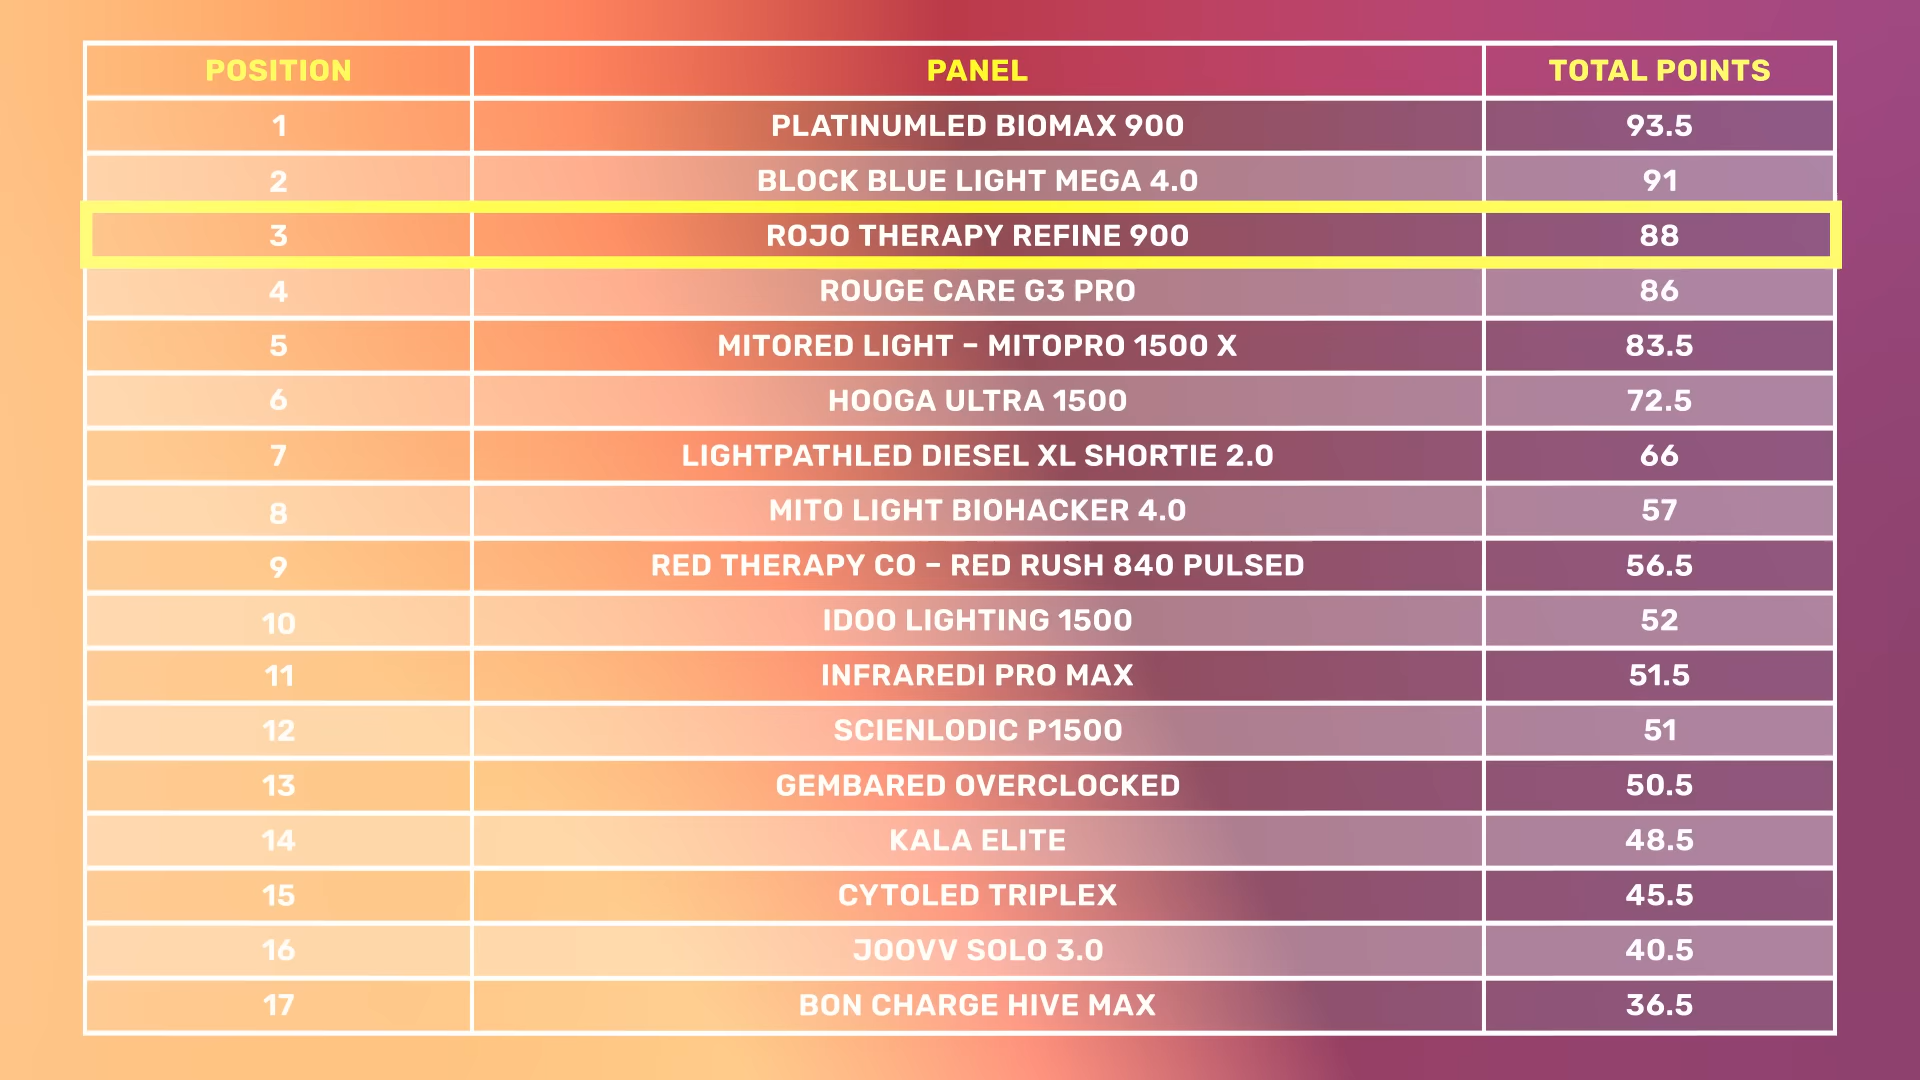 POSITION PANEL TOTAL POINTS
1 PLATINUMLED BIOMAX 900 93.5
2 BLOCK BLUE LIGHT MEGA 4.0 91
3 ROJO THERAPY REFINE 900 88
4 ROUGE CARE G3 PRO 86
5 MITORED LIGHT – MITOPRO 1500 X 83.5
6 HOOGA ULTRA 1500 72.5
7 LIGHTPATHLED DIESEL XL SHORTIE 2.0 66
8 MITO LIGHT BIOHACKER 4.0 57
9 RED THERAPY CO – RED RUSH 840 PULSED 56.5
10 IDOO LIGHTING 1500 52
11 INFRAREDI PRO MAX 51.5
12 SCIENLODIC P1500 51
13 GEMBARED OVERCLOCKED 50.5
14 KALA ELITE 48.5
15 CYTOLED TRIPLEX 45.5
16 JOOVV SOLO 3.0 40.5
17 BON CHARGE HIVE MAX 36.5